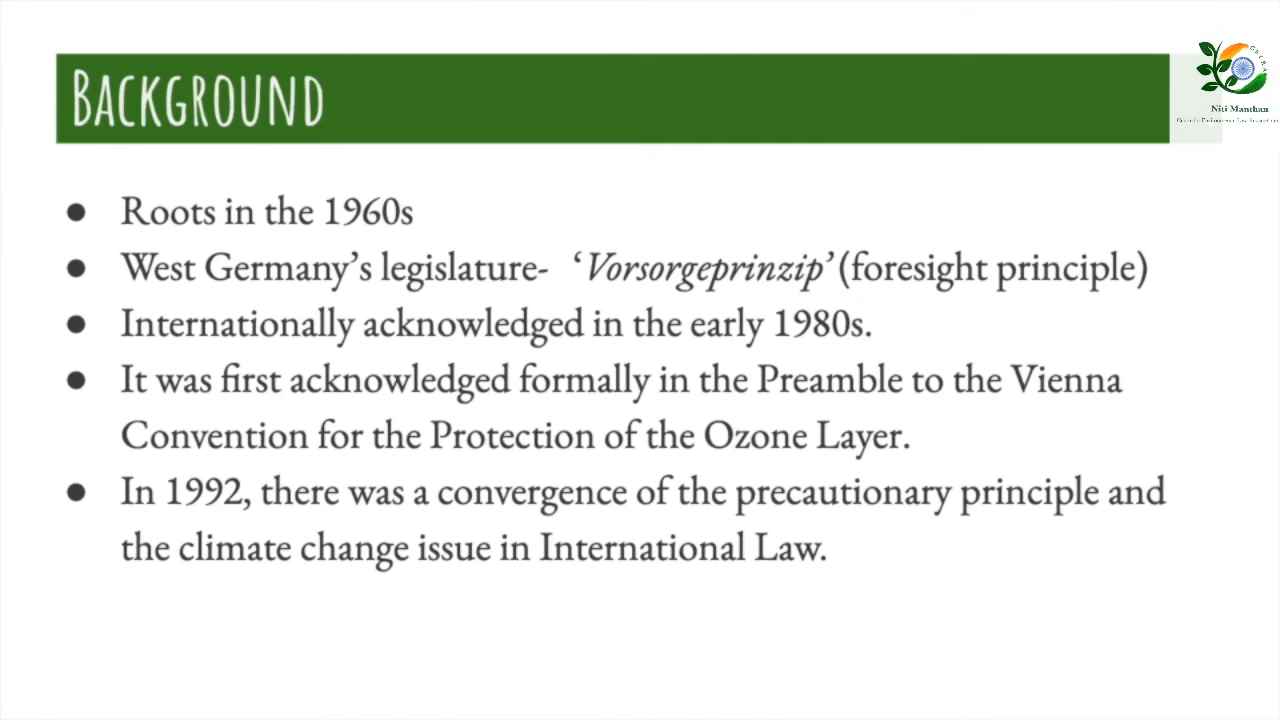 BACKGROUND
Niti Manthan
● Roots in the 1960s
● West Germany’s legislature- ‘Vorsorgeprinzip’ (foresight principle)
● Internationally acknowledged in the early 1980s.
● It was first acknowledged formally in the Preamble to the Vienna
Convention for the Protection of the Ozone Layer.
● In 1992, there was a convergence of the precautionary principle and
the climate change issue in International Law.